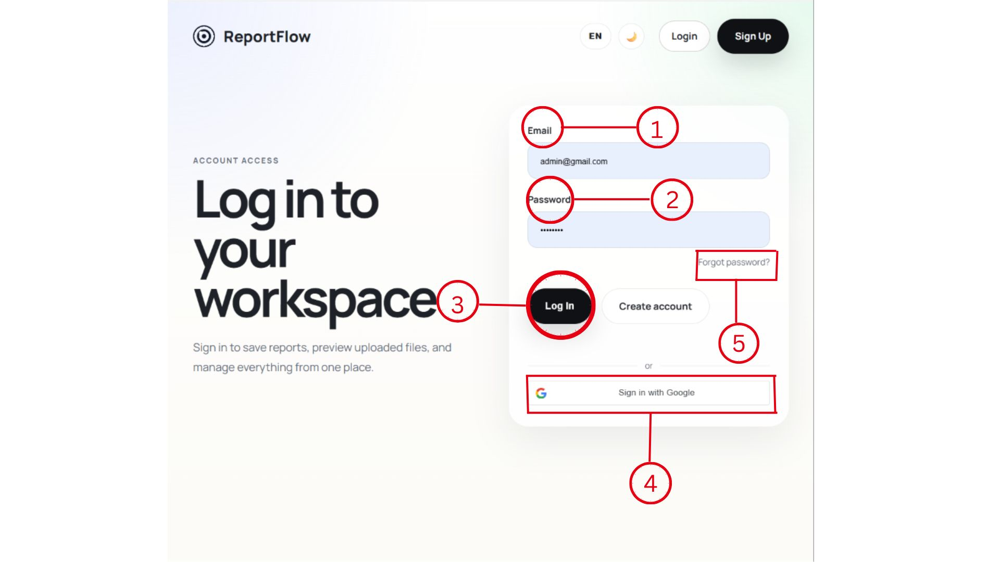 ReportFlow
EN
Login
Sign Up
ACCOUNT ACCESS
Log in to
your
workspace
Sign in to save reports, preview uploaded files, and
manage everything from one place.
Email
1
admin@gmail.com
Password
2
••••••••
Forgot password?
3
Log In
Create account
5
or
Sign in with Google
4